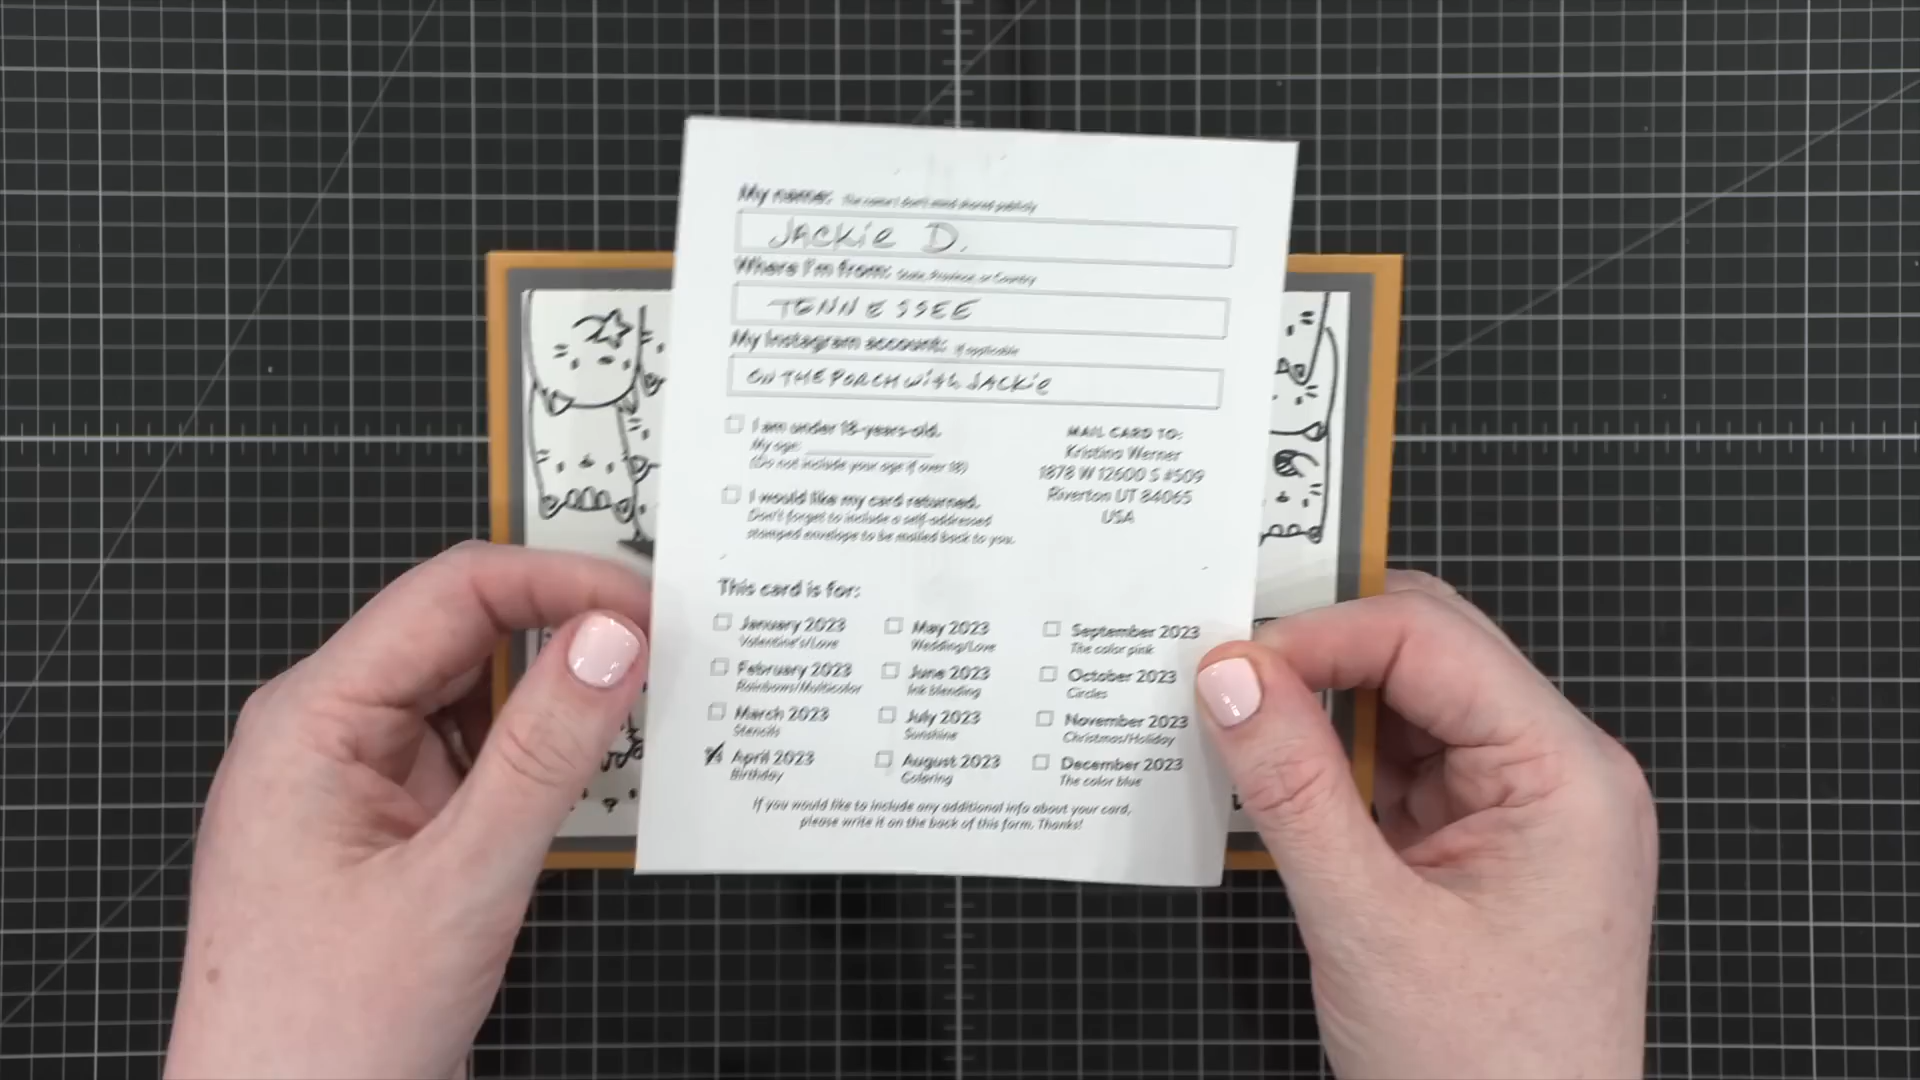 My name: The name I don't mind shared publicly
JACKiE D.
Where I'm from: State, Province, or Country
TENNESSEE
My Instagram account: If applicable
ON THE PORCH WiTH JACKiE
I am under 18-years-old.
My age:
(Do not include your age if over 18)
I would like my card returned.
Don't forget to include a self-addressed
stamped envelope to be mailed back to you.
MAIL CARD TO:
Kristina Werner
1878 W 12600 S #509
Riverton UT 84065
USA
This card is for:
January 2023
Valentine's/Love
February 2023
Rainbows/Multicolor
March 2023
Stencils
April 2023
Birthday
May 2023
Wedding/Love
June 2023
Ink blending
July 2023
Sunshine
August 2023
Coloring
September 2023
The color pink
October 2023
Circles
November 2023
Christmas/Holiday
December 2023
The color blue
If you would like to include any additional info about your card,
please write it on the back of this form. Thanks!